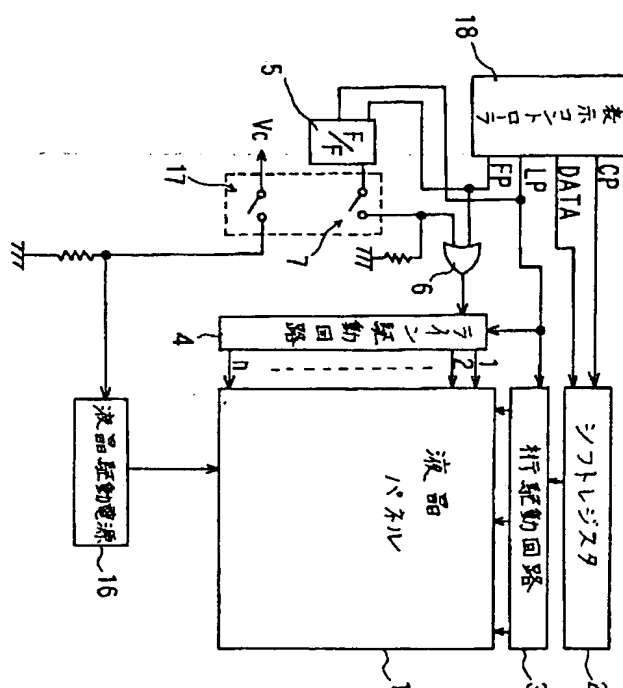 18
表示コントローラ
CP
DATA
LP
FP
5
F/F
Vc
17
7
6
ライン駆動回路
4
1
2
n
液晶
パネル
シフトレジスタ
桁駆動回路
液晶駆動電源
16
1
3
2